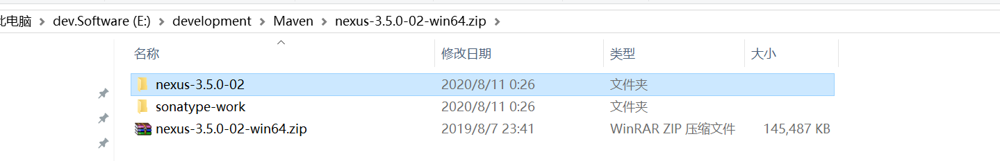 此电脑 > dev.Software (E:) > development > Maven > nexus-3.5.0-02-win64.zip >
名称 修改日期 类型 大小
nexus-3.5.0-02 2020/8/11 0:26 文件夹
sonatype-work 2020/8/11 0:26 文件夹
nexus-3.5.0-02-win64.zip 2019/8/7 23:41 WinRAR ZIP 压缩文件 145,487 KB